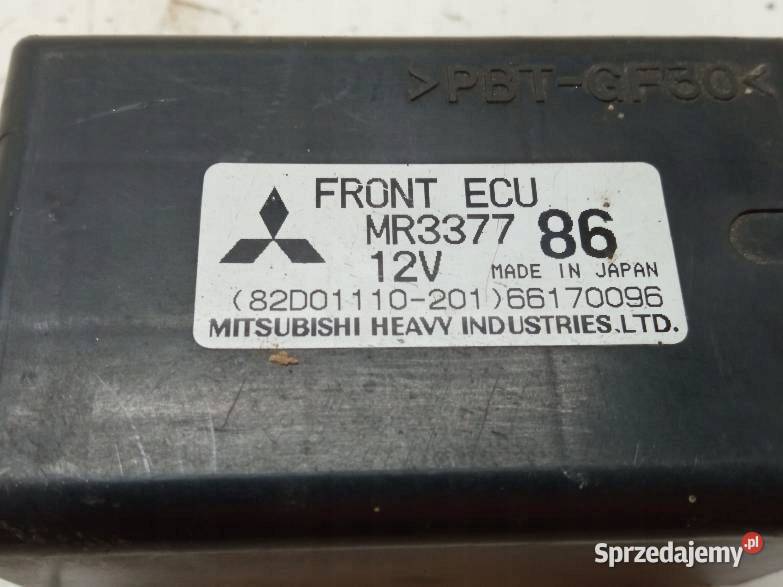 >PBT-GF30<
FRONT ECU
MR3377 86
12V MADE IN JAPAN
(82D01110-201)66170096
MITSUBISHI HEAVY INDUSTRIES.LTD.
Sprzedajemy.pl